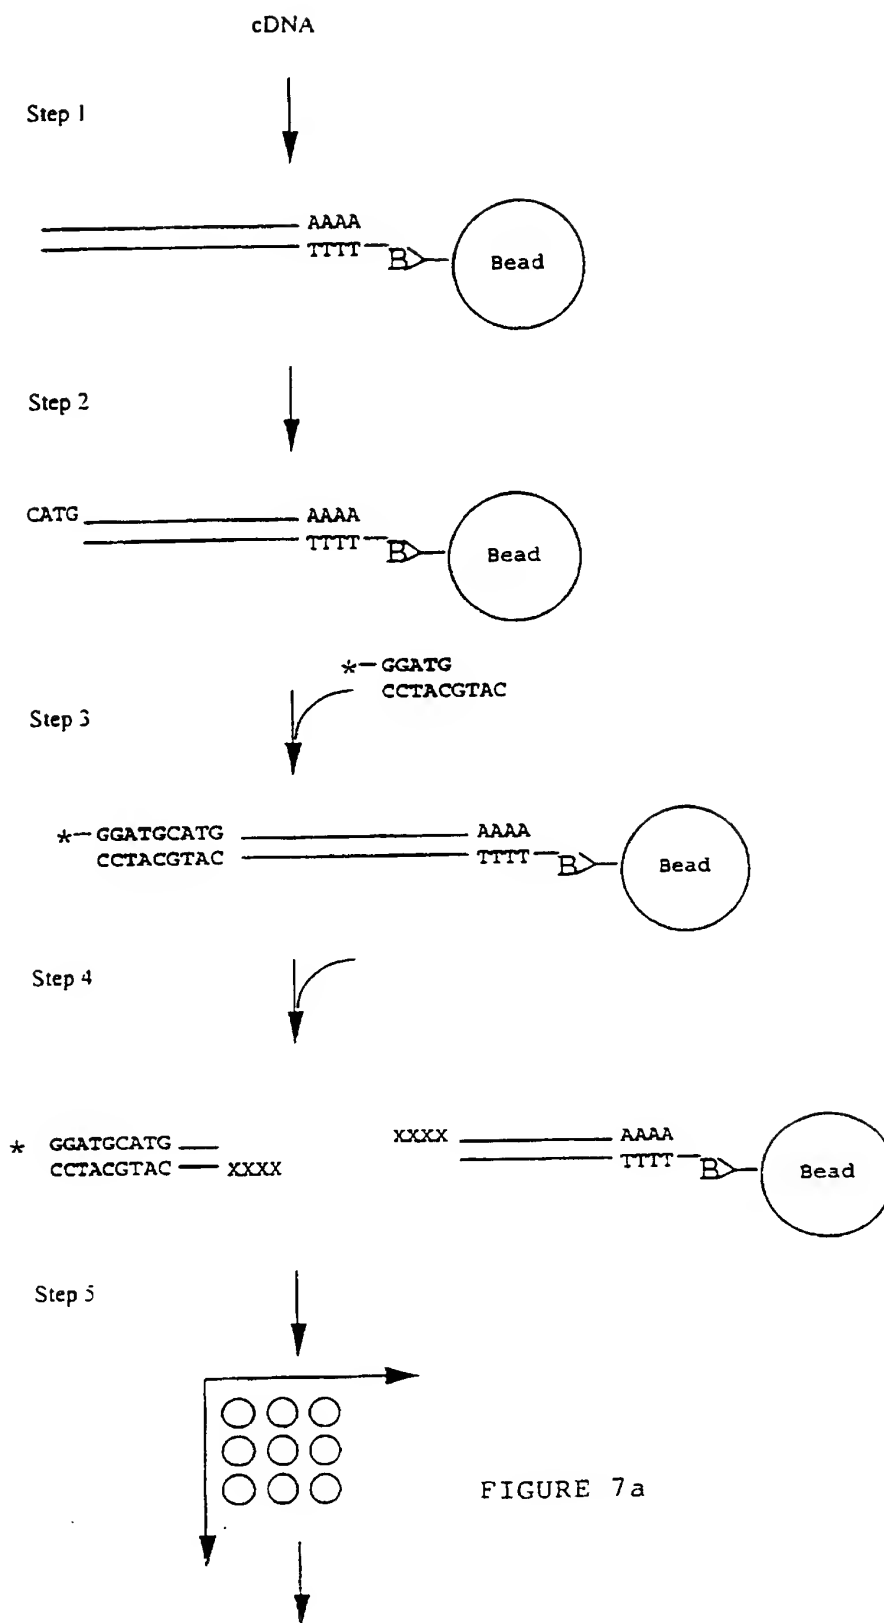 cDNA
Step 1
AAAA
TTTT
B
Bead
Step 2
CATG
AAAA
TTTT
B
Bead
*-GGATG
CCTACGTAC
Step 3
*-GGATGCATG
CCTACGTAC
AAAA
TTTT
B
Bead
Step 4
* GGATGCATG
CCTACGTAC
XXXX
XXXX
AAAA
TTTT
B
Bead
Step 5
FIGURE 7a